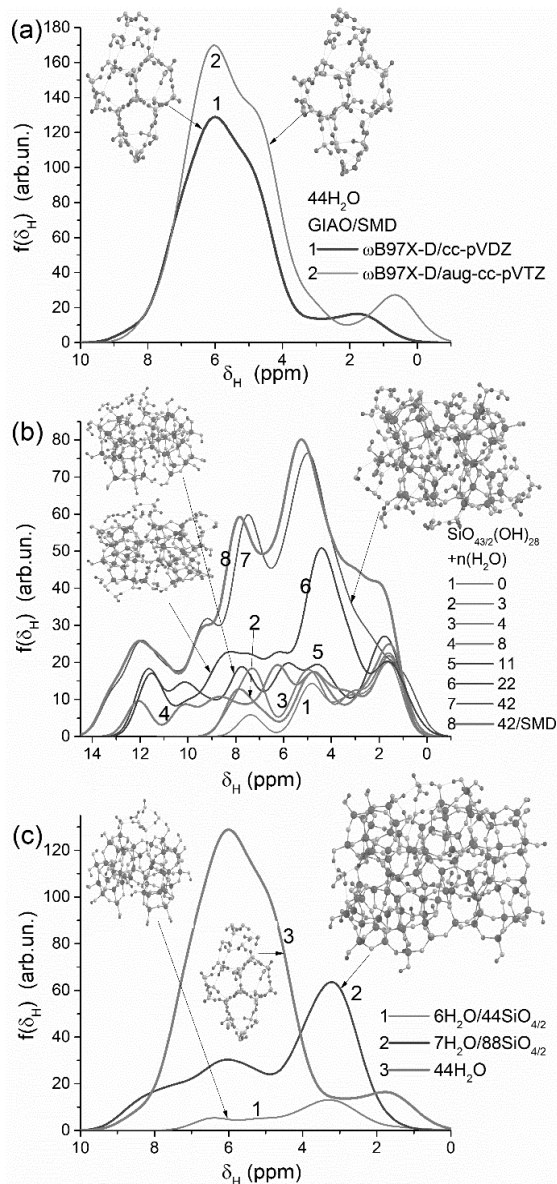 (a)
180
160
140
120
100
80
60
40
20
0
f(δH) (arb.un.)
2
1
44H2O
GIAO/SMD
1 ωB97X-D/cc-pVDZ
2 ωB97X-D/aug-cc-pVTZ
10 8 6 4 2 0
δH (ppm)
(b)
80
70
60
50
40
30
20
10
0
f(δH) (arb.un.)
8 7 6
2 5
4 3 1
SiO43/2(OH)28
+n(H2O)
1 0
2 3
3 4
4 8
5 11
6 22
7 42
8 42/SMD
14 12 10 8 6 4 2 0
δH (ppm)
(c)
120
100
80
60
40
20
0
f(δH) (arb.un.)
3
2
1
1 6H2O/44SiO4/2
2 7H2O/88SiO4/2
3 44H2O
10 8 6 4 2 0
δH (ppm)